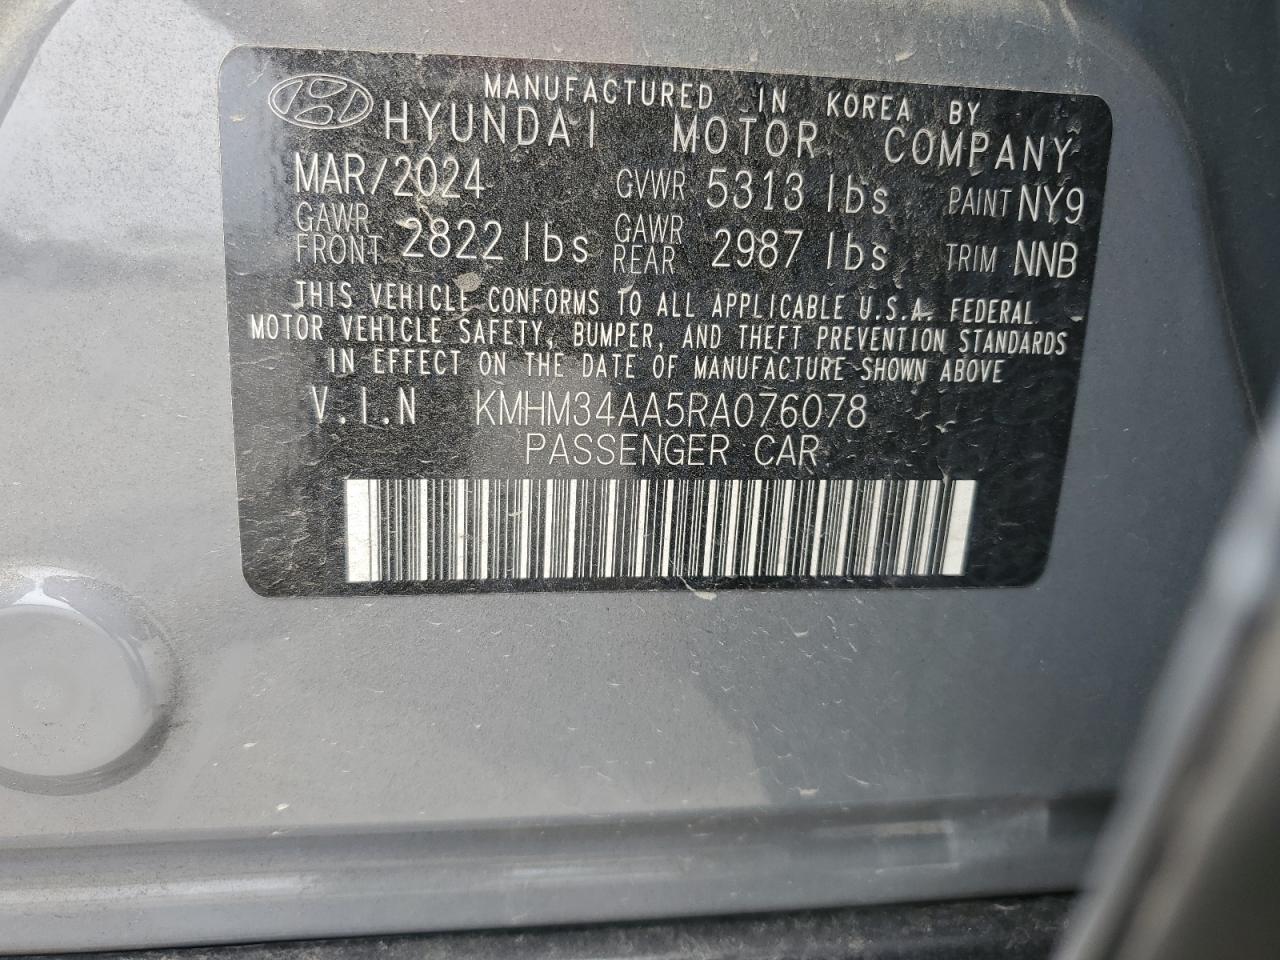 MANUFACTURED IN KOREA BY
HYUNDAI MOTOR COMPANY
MAR/2024 GVWR 5313 lbs PAINT NY9
GAWR FRONT 2822 lbs GAWR REAR 2987 lbs TRIM NNB
THIS VEHICLE CONFORMS TO ALL APPLICABLE U.S.A. FEDERAL
MOTOR VEHICLE SAFETY, BUMPER, AND THEFT PREVENTION STANDARDS
IN EFFECT ON THE DATE OF MANUFACTURE SHOWN ABOVE
V.I.N KMHM34AA5RA076078
PASSENGER CAR